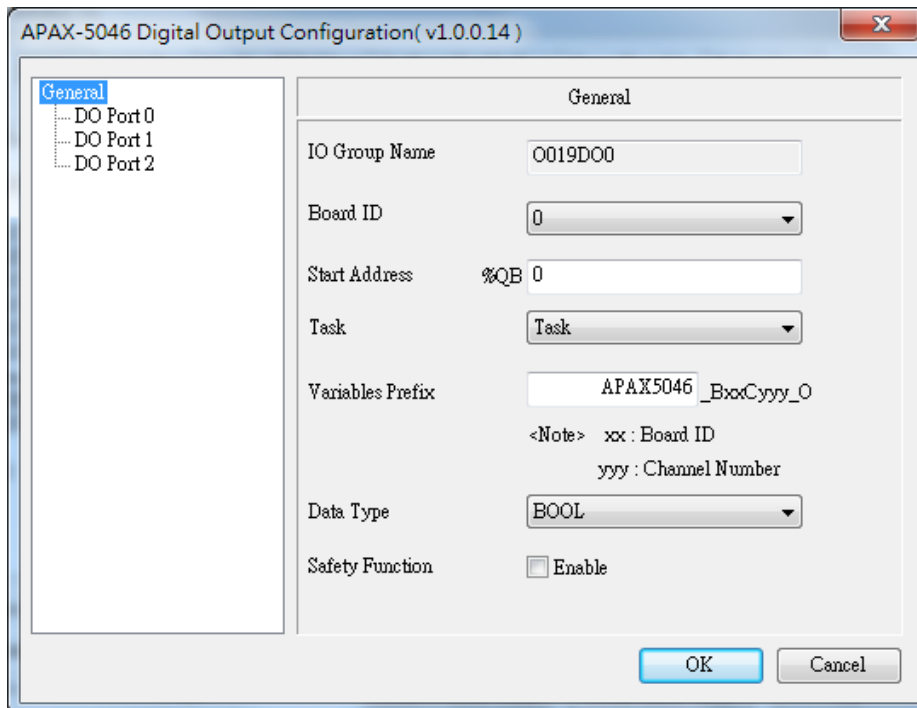 APAX-5046 Digital Output Configuration( v1.0.0.14 )
General
DO Port 0
DO Port 1
DO Port 2
General
IO Group Name O019DO0
Board ID 0
Start Address %QB 0
Task Task
Variables Prefix APAX5046 _BxxCyyy_O
<Note> xx : Board ID
yyy : Channel Number
Data Type BOOL
Safety Function Enable
OK Cancel